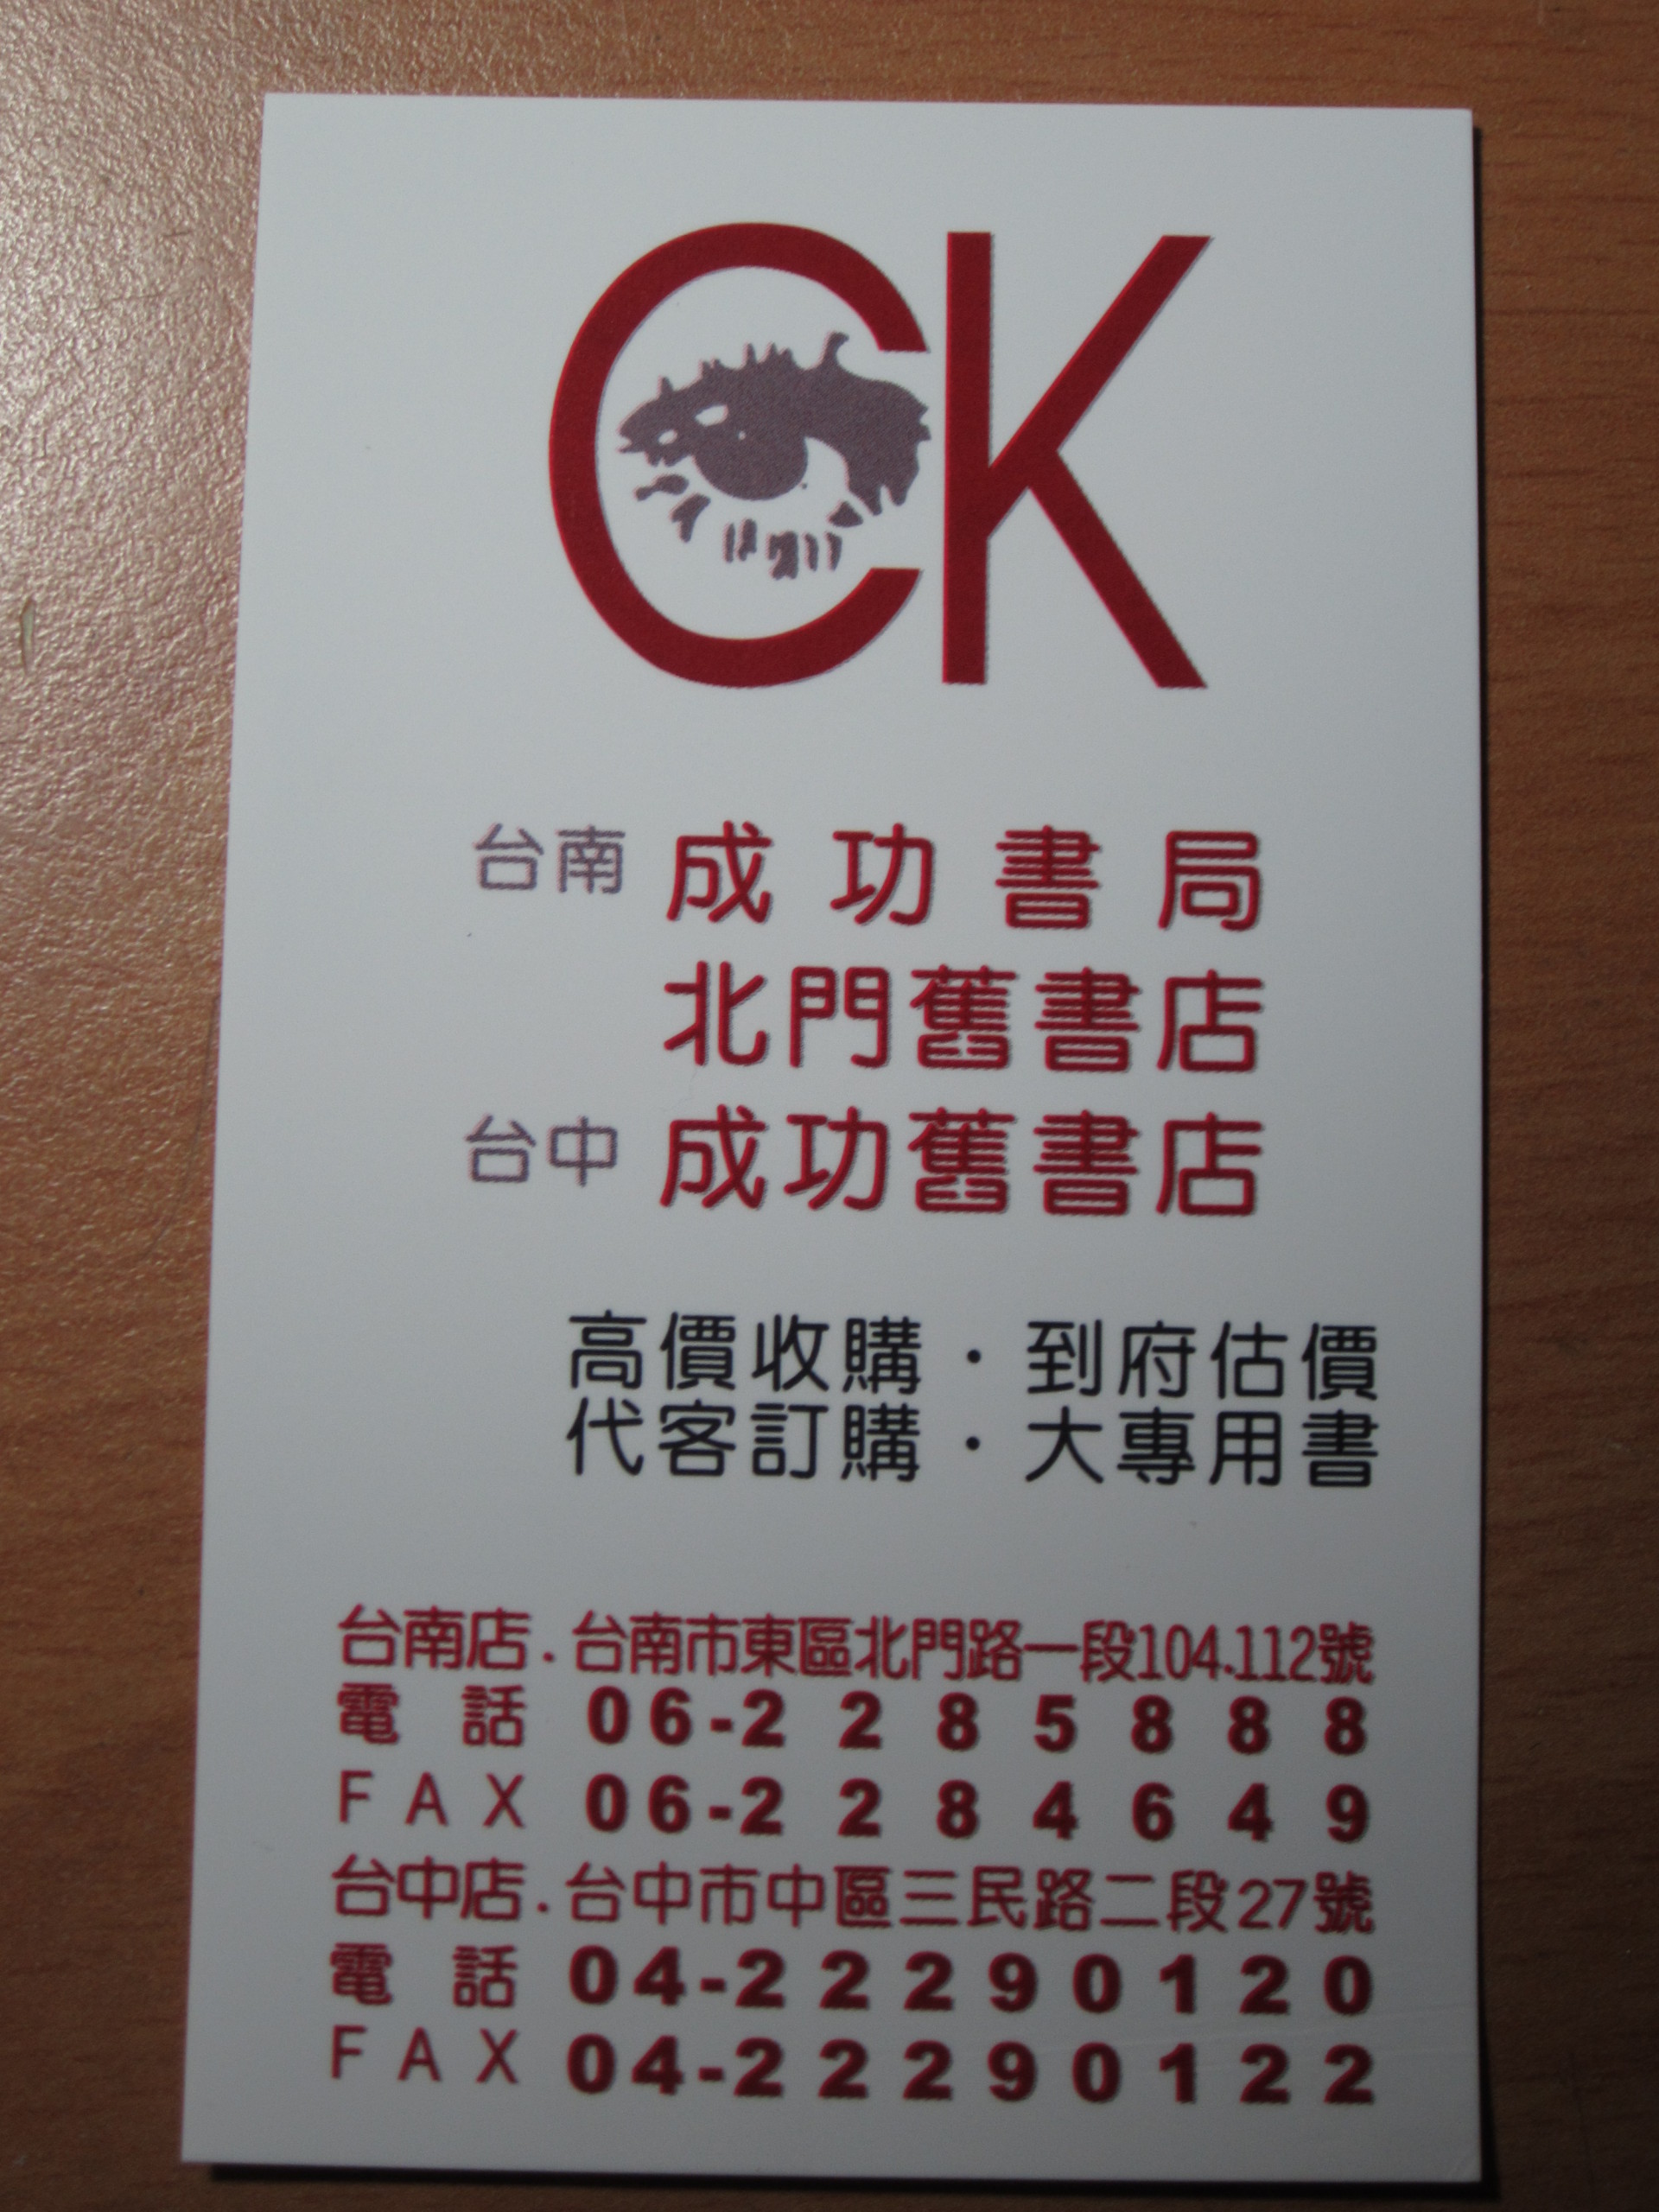 CK
台南 成功書局
北門舊書店
台中 成功舊書店
高價收購・到府估價
代客訂購・大專用書
台南店.台南市東區北門路一段104.112號
電話 06-2285888
FAX 06-2284649
台中店.台中市中區三民路二段27號
電話 04-22290120
FAX 04-22290122